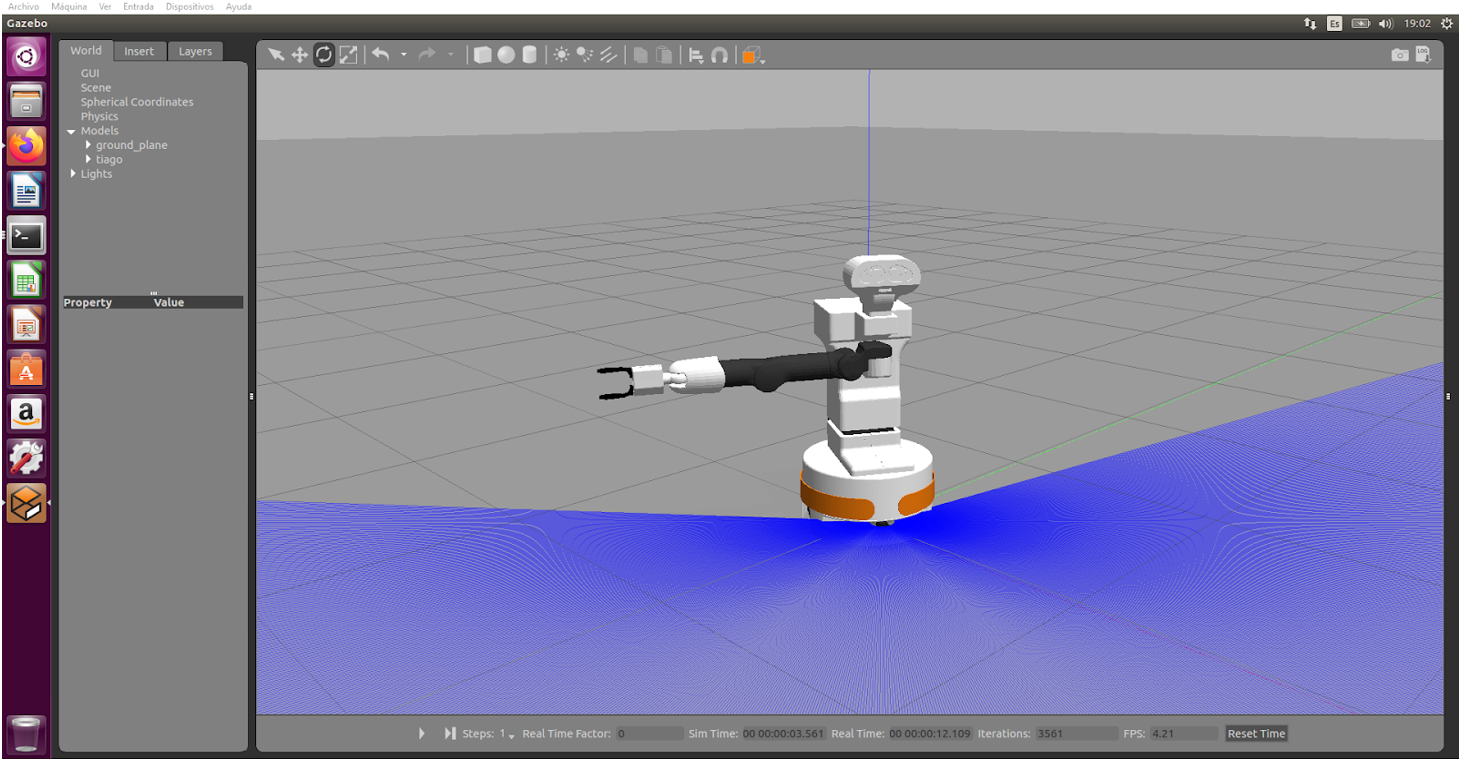 Archivo Máquina Ver Entrada Dispositivos Ayuda
Gazebo Es 19:02
World Insert Layers
GUI
Scene
Spherical Coordinates
Physics
Models
ground_plane
tiago
Lights
Property Value
LOG
a
Steps: 1 Real Time Factor: 0 Sim Time: 00 00:00:03.561 Real Time: 00 00:00:12.109 Iterations: 3561 FPS: 4.21 Reset Time